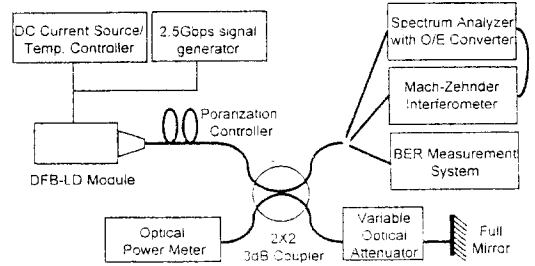 DC Current Source/
Temp. Controller
2.5Gbps signal
generator
Spectrum Analyzer
with O/E Converter
Mach-Zehnder
Interferometer
BER Measurement
System
Porarization
Controller
DFB-LD Module
Optical
Power Meter
2X2
3dB Coupler
Variable
Optical
Attenuator
Full
Mirror